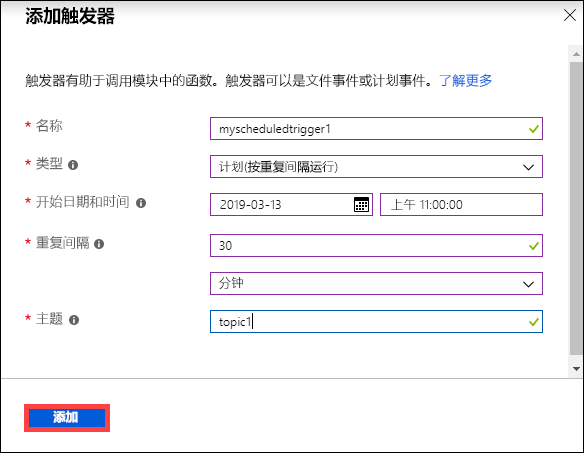 添加触发器
触发器有助于调用模块中的函数。触发器可以是文件事件或计划事件。了解更多
* 名称 myscheduledtrigger1
* 类型 计划(按重复间隔运行)
* 开始日期和时间 2019-03-13 上午 11:00:00
* 重复间隔 30
分钟
* 主题 topic1
添加